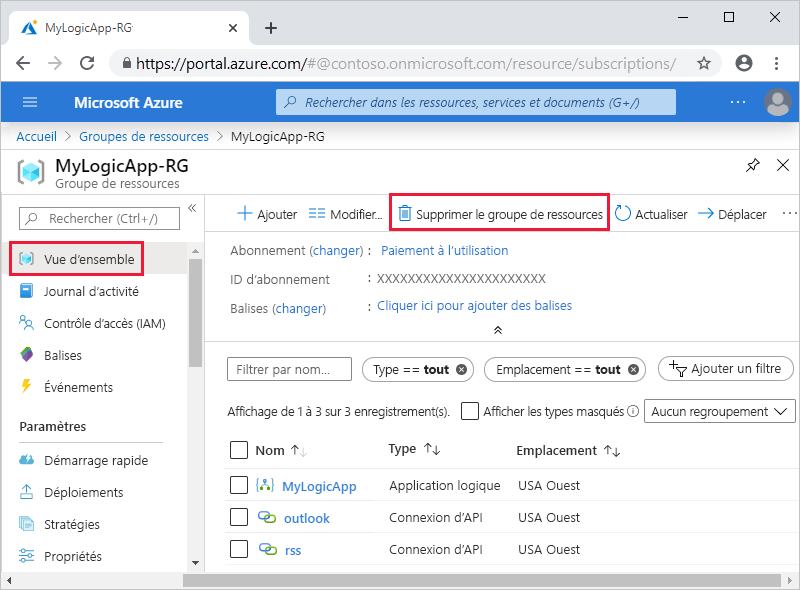 MyLogicApp-RG
https://portal.azure.com/#@contoso.onmicrosoft.com/resource/subscriptions/
Microsoft Azure
Rechercher dans les ressources, services et documents (G+/)
Accueil > Groupes de ressources > MyLogicApp-RG
MyLogicApp-RG
Groupe de ressources
Rechercher (Ctrl+/)
Vue d’ensemble
Journal d’activité
Contrôle d’accès (IAM)
Balises
Événements
Paramètres
Démarrage rapide
Déploiements
Stratégies
Propriétés
Ajouter Modifier... Supprimer le groupe de ressources Actualiser Déplacer ...
Abonnement (changer) : Paiement à l’utilisation
ID d’abonnement : XXXXXXXXXXXXXXXXXXXXXXX
Balises (changer) : Cliquer ici pour ajouter des balises
Filtrer par nom... Type == tout Emplacement == tout Ajouter un filtre
Affichage de 1 à 3 sur 3 enregistrement(s). Afficher les types masqués Aucun regroupement
Nom Type Emplacement
MyLogicApp Application logique USA Ouest
outlook Connexion d’API USA Ouest
rss Connexion d’API USA Ouest